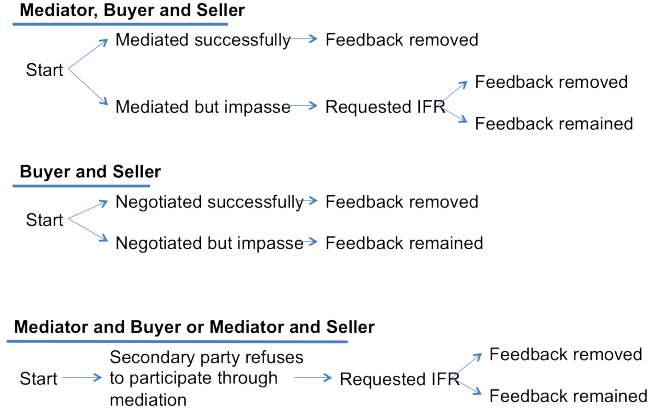 Mediator, Buyer and Seller
Mediated successfully
Feedback removed
Start
Feedback removed
Mediated but impasse
Requested IFR
Feedback remained
Buyer and Seller
Negotiated successfully
Feedback removed
Start
Negotiated but impasse
Feedback remained
Mediator and Buyer or Mediator and Seller
Start
Secondary party refuses
to participate through
mediation
Requested IFR
Feedback removed
Feedback remained